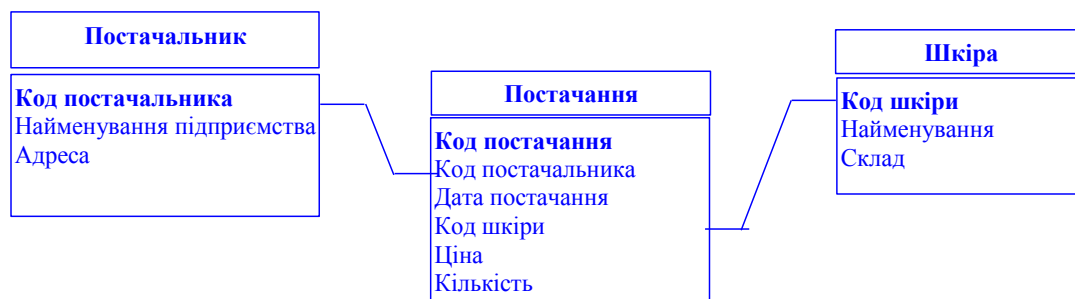 Постачальник
Код постачальника
Найменування підприємства
Адреса
Постачання
Код постачання
Код постачальника
Дата постачання
Код шкіри
Ціна
Кількість
Шкіра
Код шкіри
Найменування
Склад